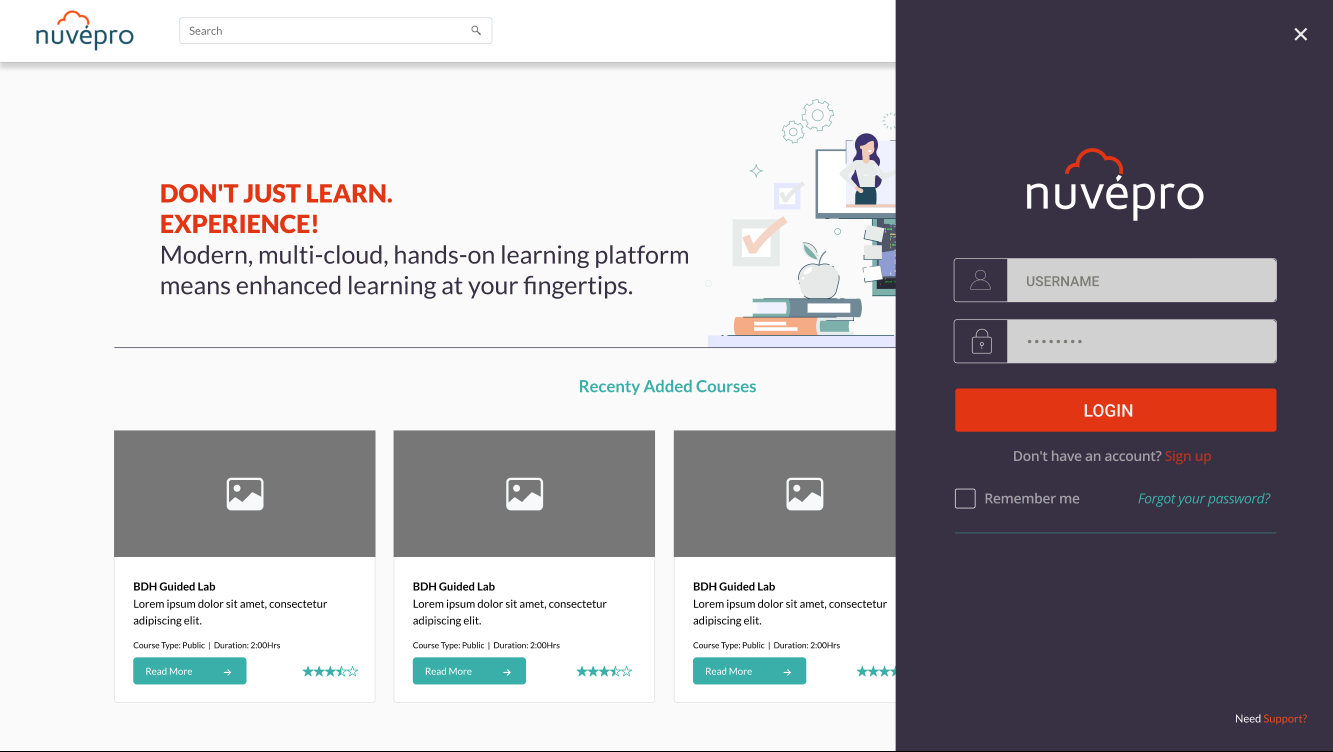 nuvépro
Search
DON'T JUST LEARN.
EXPERIENCE!
Modern, multi-cloud, hands-on learning platform
means enhanced learning at your fingertips.
Recenty Added Courses
BDH Guided Lab
Lorem ipsum dolor sit amet, consectetur
adipiscing elit.
Course Type: Public | Duration: 2:00Hrs
Read More
BDH Guided Lab
Lorem ipsum dolor sit amet, consectetur
adipiscing elit.
Course Type: Public | Duration: 2:00Hrs
Read More
BDH Guided Lab
Lorem ipsum dolor sit amet, consectetur
adipiscing elit.
Course Type: Public | Duration: 2:00Hrs
Read More
nuvépro
USERNAME
LOGIN
Don't have an account? Sign up
Remember me
Forgot your password?
Need Support?